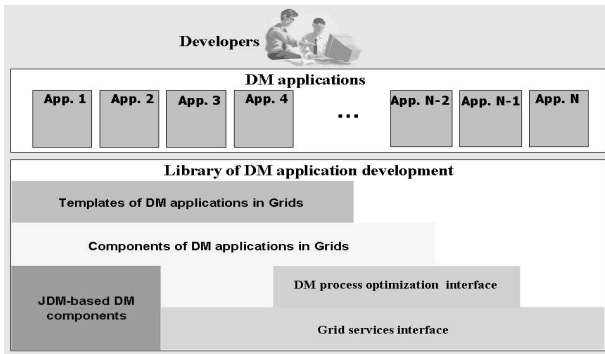 Developers
DM applications
App. 1 App. 2 App. 3 App. 4 ... App. N-2 App. N-1 App. N
Library of DM application development
Templates of DM applications in Grids
Components of DM applications in Grids
JDM-based DM
components
DM process optimization interface
Grid services interface